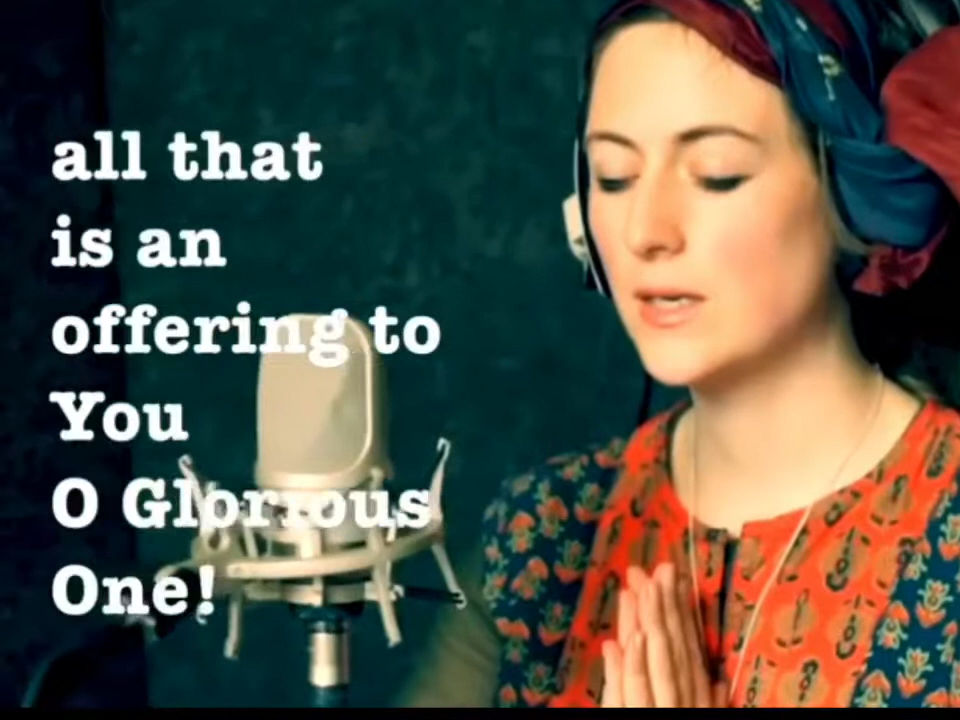 all that
is an
offering to
You
O Glorious
One!